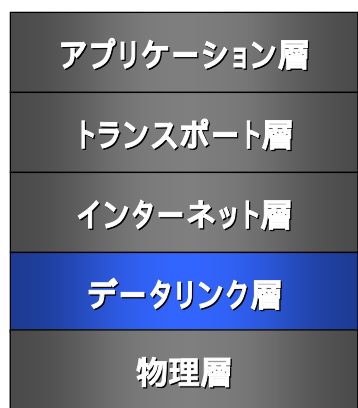 アプリケーション層
トランスポート層
インターネット層
データリンク層
物理層